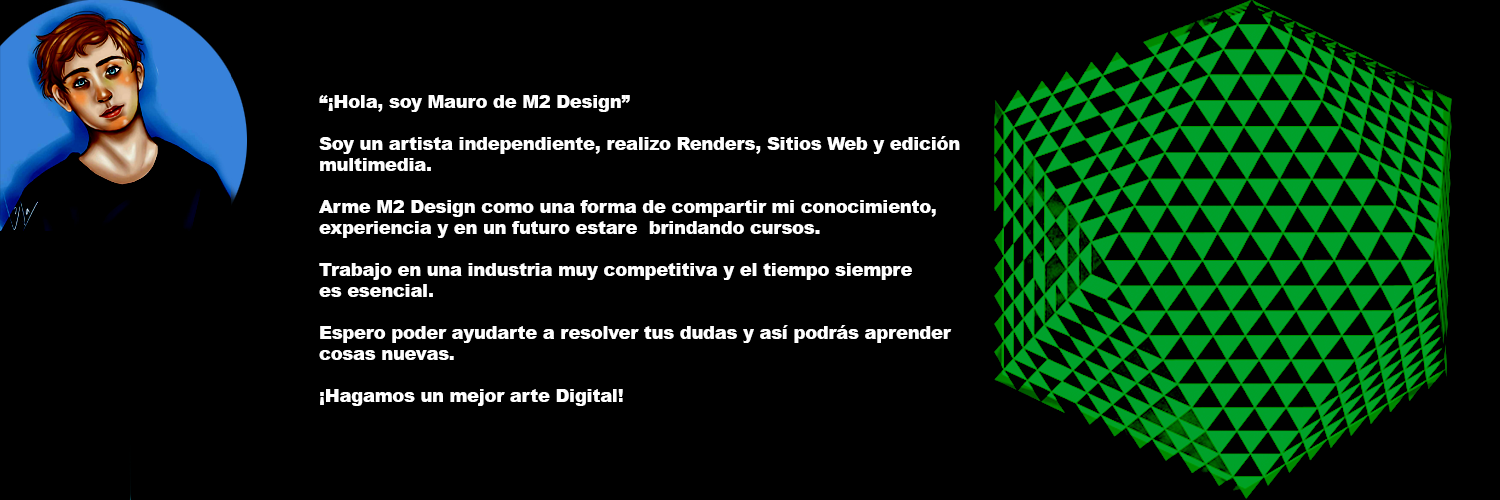 “¡Hola, soy Mauro de M2 Design”
Soy un artista independiente, realizo Renders, Sitios Web y edición
multimedia.
Arme M2 Design como una forma de compartir mi conocimiento,
experiencia y en un futuro estare  brindando cursos.
Trabajo en una industria muy competitiva y el tiempo siempre
es esencial.
Espero poder ayudarte a resolver tus dudas y así podrás aprender
cosas nuevas.
¡Hagamos un mejor arte Digital!